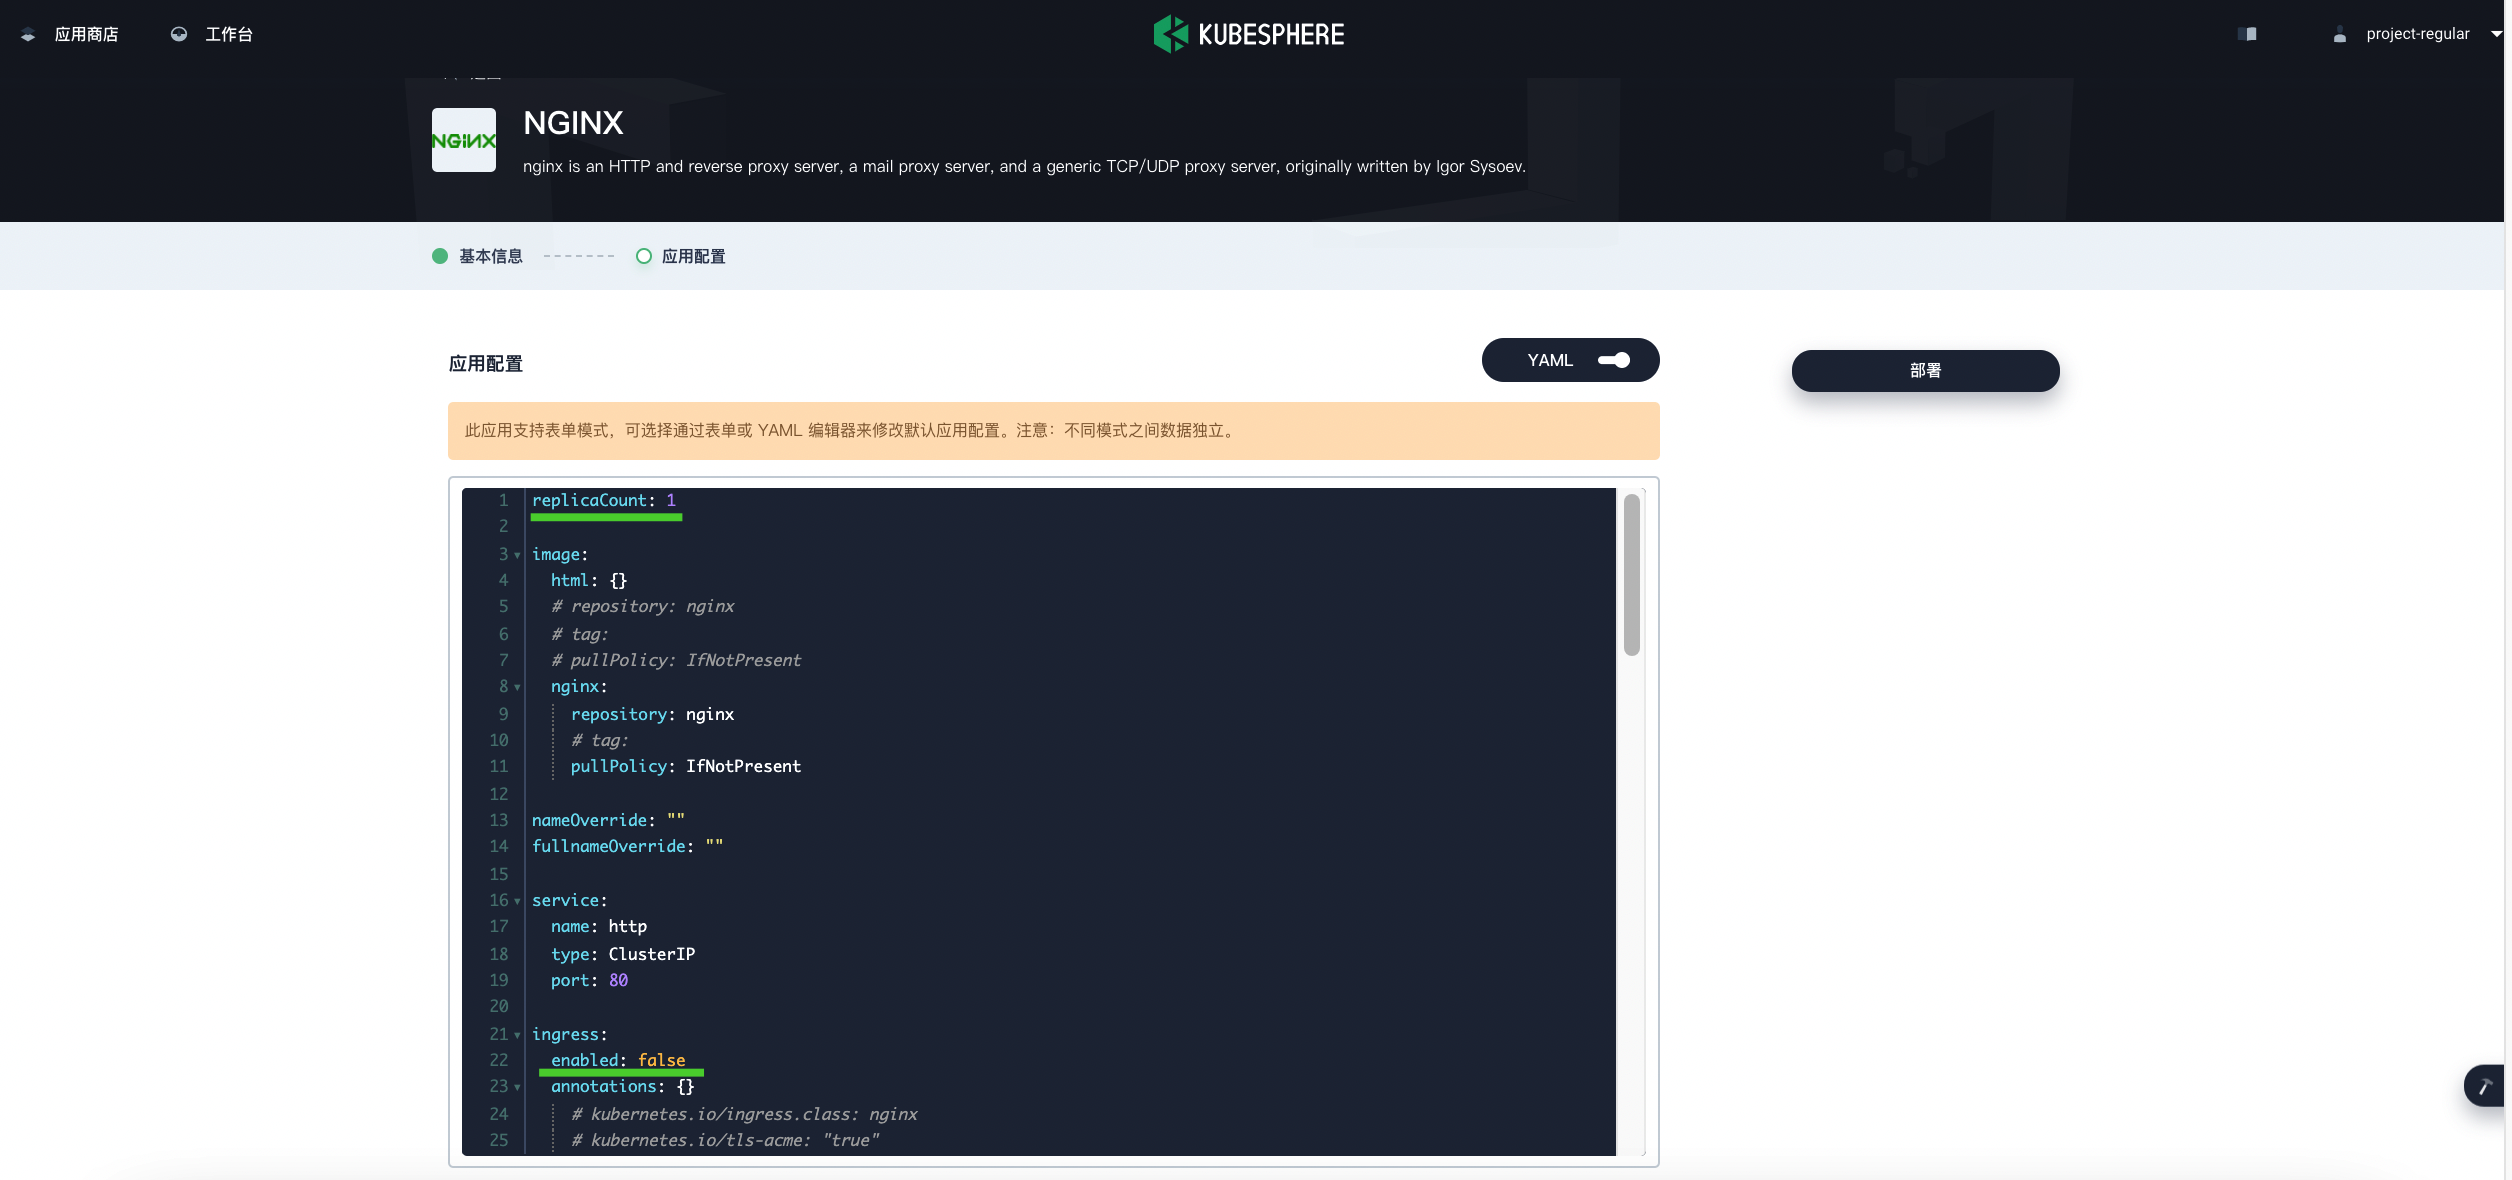 应用商店 工作台 KUBESPHERE project-regular
NGINX NGINX
nginx is an HTTP and reverse proxy server, a mail proxy server, and a generic TCP/UDP proxy server, originally written by Igor Sysoev.
基本信息 应用配置
应用配置 YAML 部署
此应用支持表单模式，可选择通过表单或 YAML 编辑器来修改默认应用配置。注意：不同模式之间数据独立。
1 replicaCount: 1
2
3 image:
4 html: {}
5 # repository: nginx
6 # tag:
7 # pullPolicy: IfNotPresent
8 nginx:
9 repository: nginx
10 # tag:
11 pullPolicy: IfNotPresent
12
13 nameOverride: ""
14 fullnameOverride: ""
15
16 service:
17 name: http
18 type: ClusterIP
19 port: 80
20
21 ingress:
22 enabled: false
23 annotations: {}
24 # kubernetes.io/ingress.class: nginx
25 # kubernetes.io/tls-acme: "true"